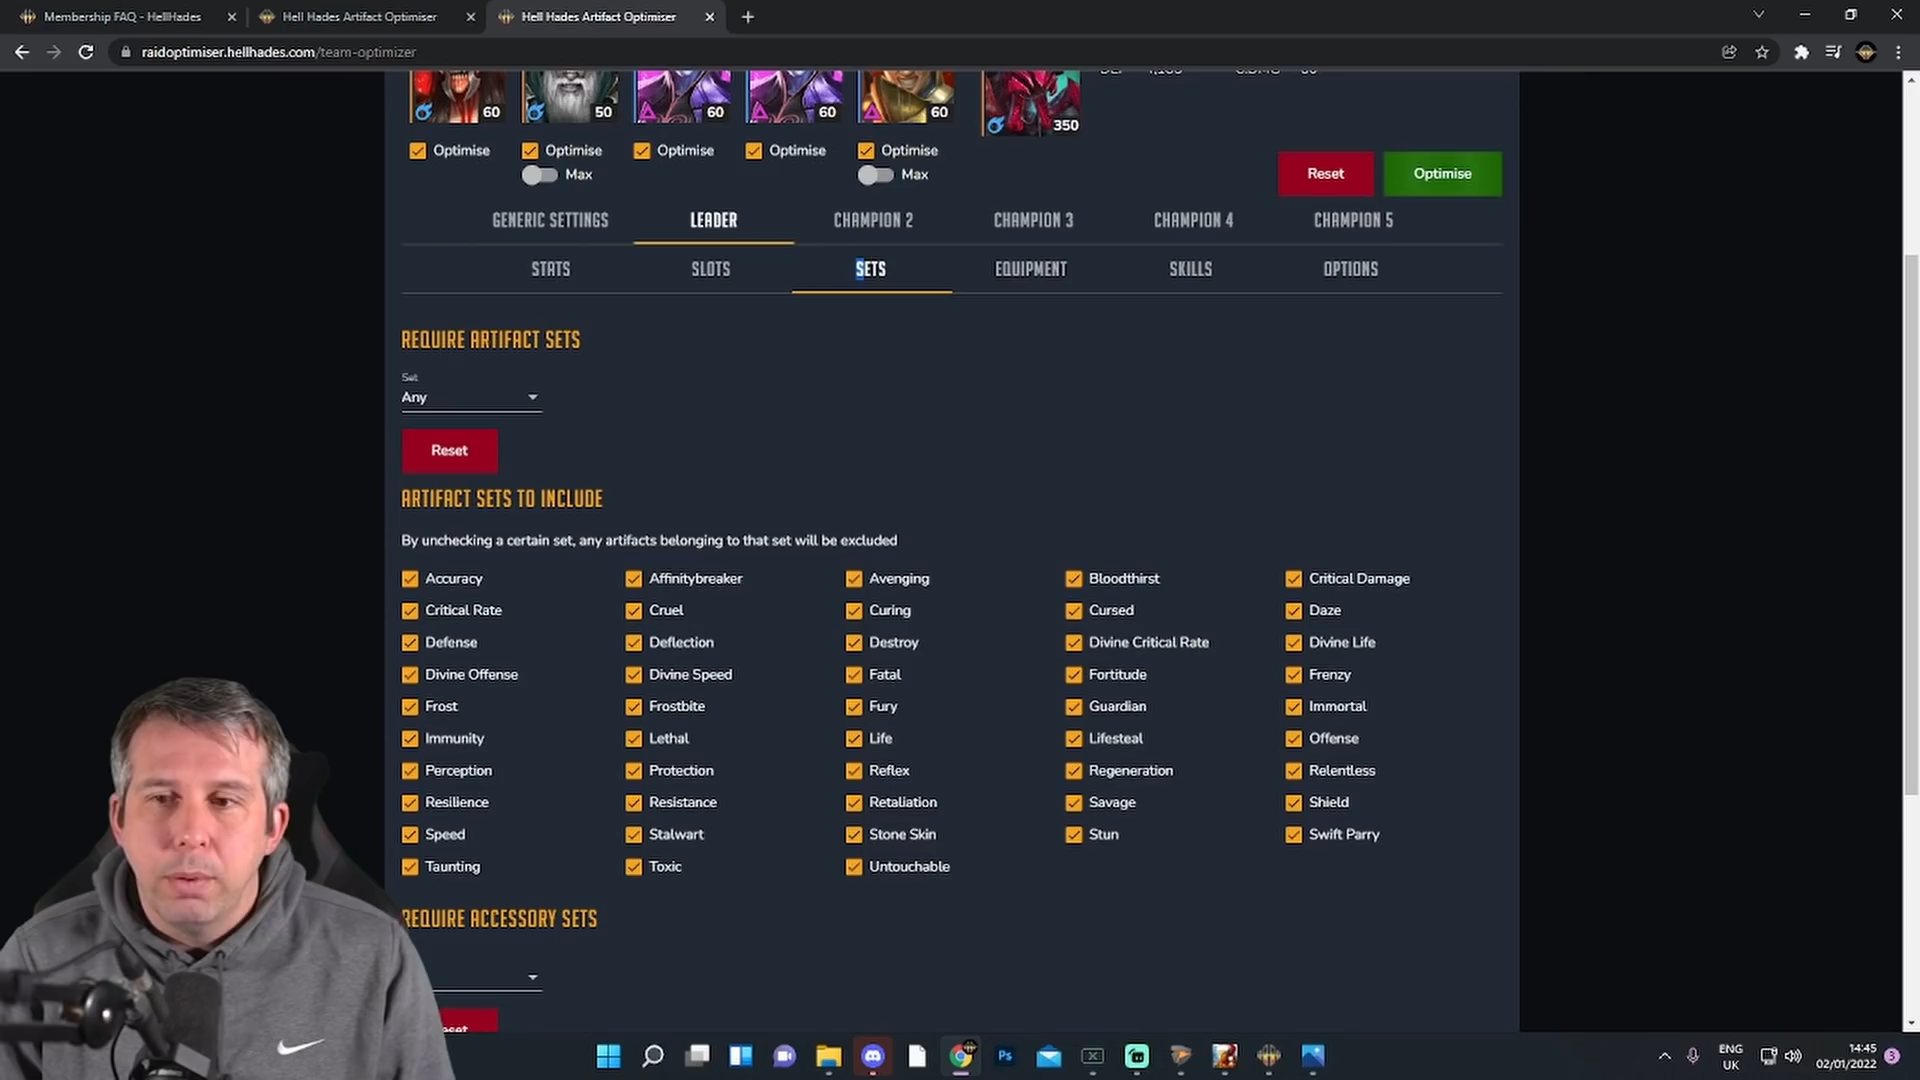 Membership FAQ - HellHades
Hell Hades Artifact Optimiser
Hell Hades Artifact Optimiser
raidoptimiser.hellhades.com/team-optimizer
60 50 60 60 60 350
Optimise Optimise Optimise Optimise Optimise
Max Max
Reset Optimise
GENERIC SETTINGS LEADER CHAMPION 2 CHAMPION 3 CHAMPION 4 CHAMPION 5
STATS SLOTS SETS EQUIPMENT SKILLS OPTIONS
REQUIRE ARTIFACT SETS
Set
Any
Reset
ARTIFACT SETS TO INCLUDE
By unchecking a certain set, any artifacts belonging to that set will be excluded
Accuracy Affinitybreaker Avenging Bloodthirst Critical Damage
Critical Rate Cruel Curing Cursed Daze
Defense Deflection Destroy Divine Critical Rate Divine Life
Divine Offense Divine Speed Fatal Fortitude Frenzy
Frost Frostbite Fury Guardian Immortal
Immunity Lethal Life Lifesteal Offense
Perception Protection Reflex Regeneration Relentless
Resilience Resistance Retaliation Savage Shield
Speed Stalwart Stone Skin Stun Swift Parry
Taunting Toxic Untouchable
REQUIRE ACCESSORY SETS
Ps
ENG
UK
14:45
02/01/2022
3